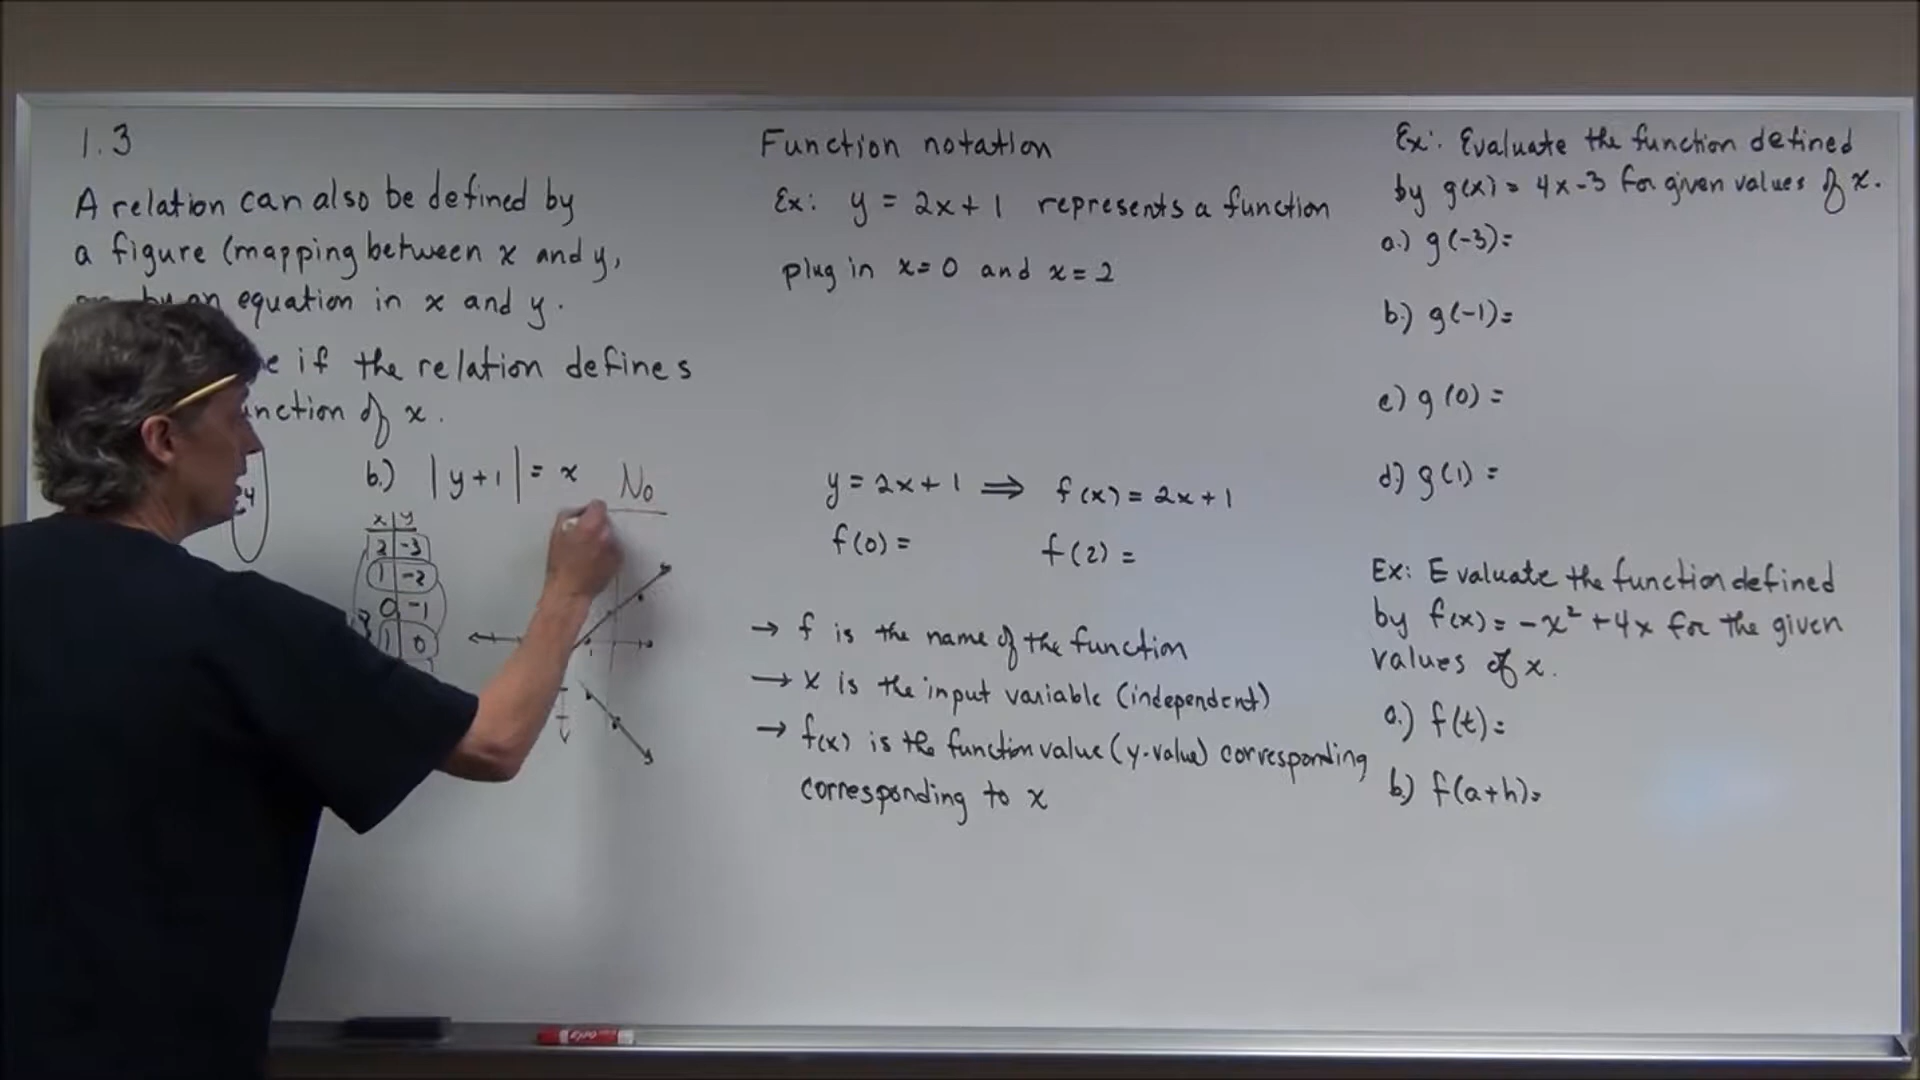 1.3
A relation can also be defined by
a figure (mapping between x and y,
by an equation in x and y.
if the relation defines
of x.
b.) |y+1| = x No
x y
-3
1 -2
0 -1
1 0
Function notation
Ex: y = 2x+1 represents a function
plug in x=0 and x=2
y = 2x+1 ⟹ f(x) = 2x+1
f(0) = f(2) =
→ f is the name of the function
→ x is the input variable (independent)
→ f(x) is the function value (y-value) corresponding
corresponding to x
Ex: Evaluate the function defined
by g(x) = 4x-3 for given values of x.
a.) g(-3)=
b.) g(-1)=
c) g(0) =
d.) g(1) =
Ex: Evaluate the function defined
by f(x) = -x² +4x for the given
values of x.
a.) f(t)=
b.) f(a+h)=